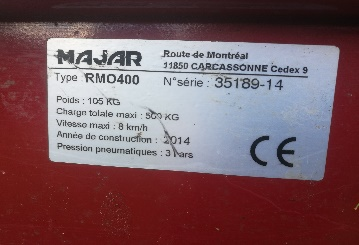 MAJAR
Route de Montréal
11850 CARCASSONNE Cedex 9
Type : RMO400 N°série : 35189-14
Poids : 105 KG
Charge totale maxi : 500 KG
Vitesse maxi : 8 km/h
Année de construction : 2014
Pression pneumatiques : 3 bars
CE